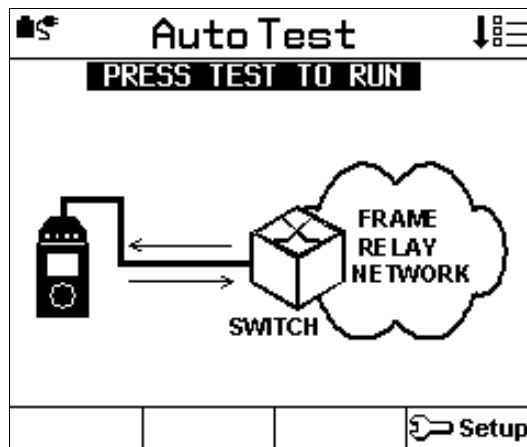 Auto Test
PRESS TEST TO RUN
FRAME
RELAY
NETWORK
SWITCH
Setup